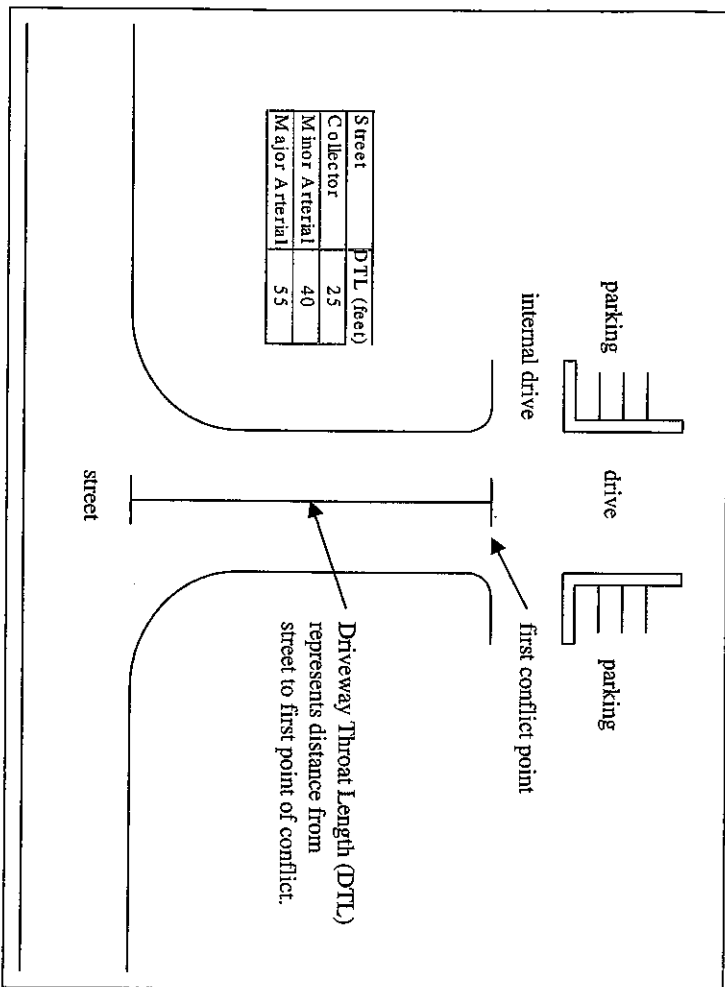 parking
internal drive
drive
parking
first conflict point
Street DTL (feet)
Collector 25
Minor Arterial 40
Major Arterial 55
Driveway Throat Length (DTL)
represents distance from
street to first point of conflict.
street